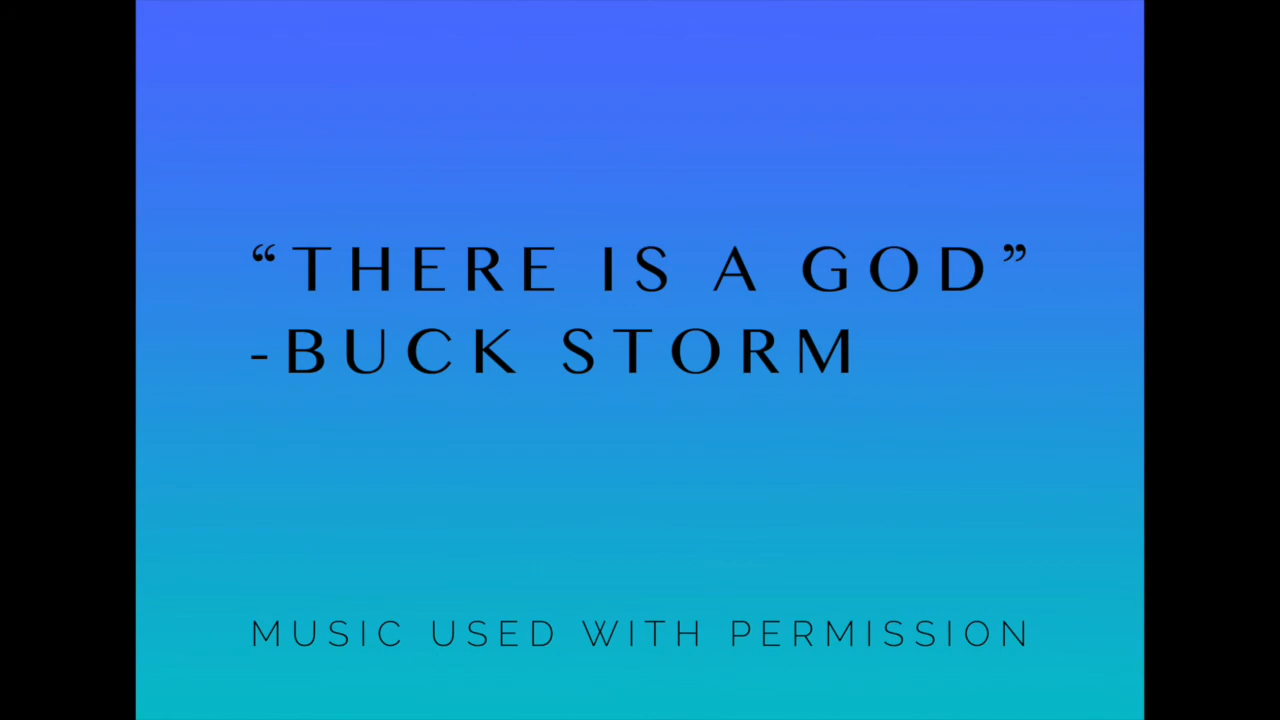 “THERE IS A GOD”
-BUCK STORM
MUSIC USED WITH PERMISSION